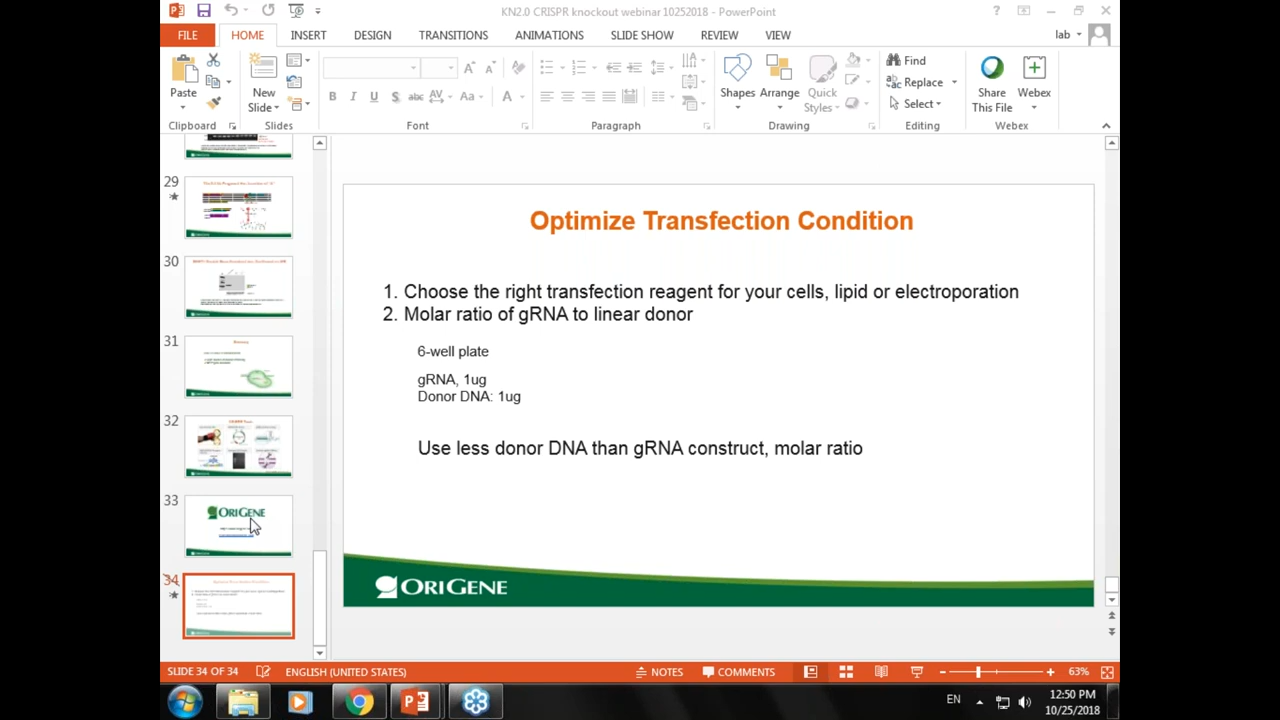 KN2.0 CRISPR knockout webinar 10252018 - PowerPoint
?
FILE HOME INSERT DESIGN TRANSITIONS ANIMATIONS SLIDE SHOW REVIEW VIEW lab
Paste
New Slide
B I U S abc AV Aa A
Shapes Arrange Quick Styles
Find
Replace
Select
Share This File
Webex
Clipboard Slides Font Paragraph Drawing Editing Webex
29
30
31
32
33
ORIGENE
34
Optimize Transfection Condition
1. Choose the right transfection reagent for your cells, lipid or electroporation
2. Molar ratio of gRNA to linear donor
6-well plate
gRNA, 1ug
Donor DNA: 1ug
Use less donor DNA than gRNA construct, molar ratio
ORIGENE
SLIDE 34 OF 34 ENGLISH (UNITED STATES) NOTES COMMENTS 63%
EN 12:50 PM
10/25/2018